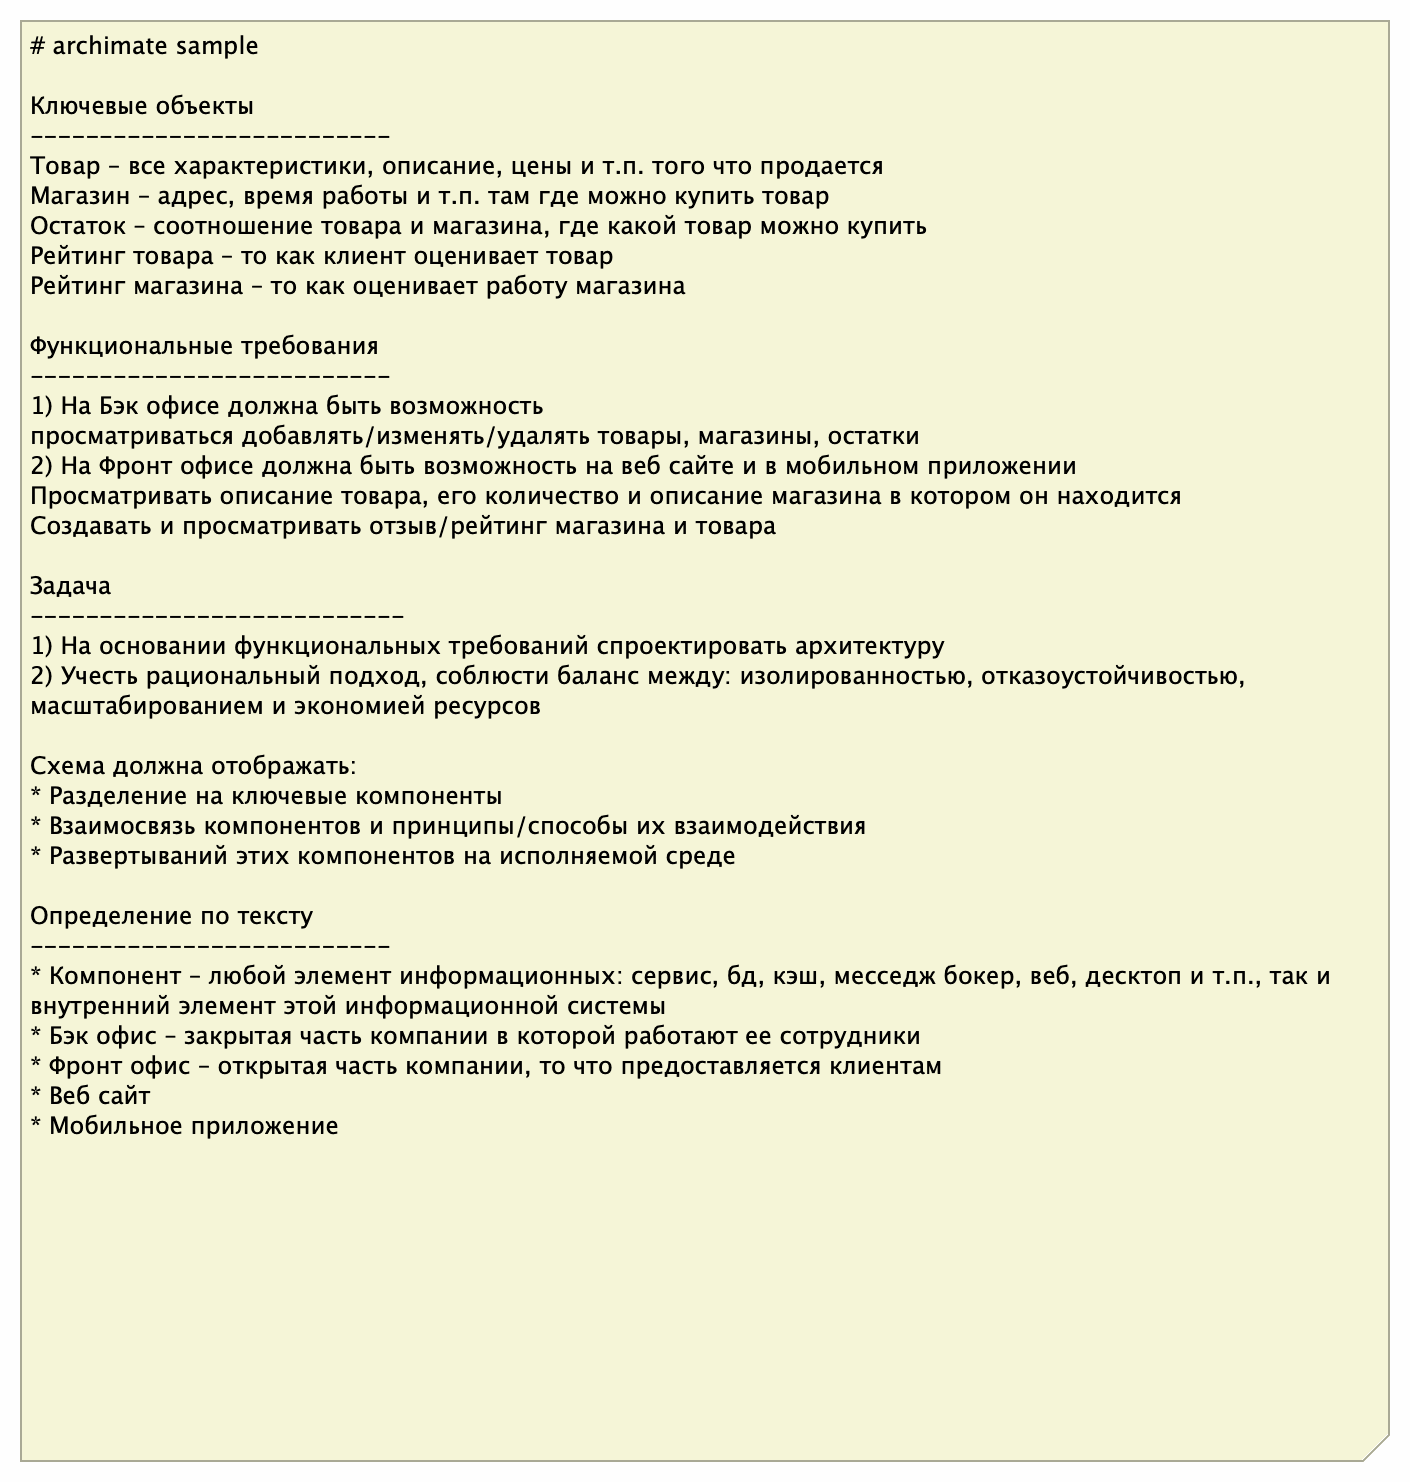 # archimate sample

Ключевые объекты
--------------------------
Товар – все характеристики, описание, цены и т.п. того что продается
Магазин – адрес, время работы и т.п. там где можно купить товар
Остаток – соотношение товара и магазина, где какой товар можно купить
Рейтинг товара – то как клиент оценивает товар
Рейтинг магазина – то как оценивает работу магазина

Функциональные требования
--------------------------
1) На Бэк офисе должна быть возможность
просматриваться добавлять/изменять/удалять товары, магазины, остатки
2) На Фронт офисе должна быть возможность на веб сайте и в мобильном приложении
Просматривать описание товара, его количество и описание магазина в котором он находится
Создавать и просматривать отзыв/рейтинг магазина и товара

Задача
---------------------------
1) На основании функциональных требований спроектировать архитектуру
2) Учесть рациональный подход, соблюсти баланс между: изолированностью, отказоустойчивостью,
масштабированием и экономией ресурсов

Схема должна отображать:
* Разделение на ключевые компоненты
* Взаимосвязь компонентов и принципы/способы их взаимодействия
* Развертываний этих компонентов на исполняемой среде

Определение по тексту
--------------------------
* Компонент – любой элемент информационных: сервис, бд, кэш, месседж бокер, веб, десктоп и т.п., так и
внутренний элемент этой информационной системы
* Бэк офис – закрытая часть компании в которой работают ее сотрудники
* Фронт офис – открытая часть компании, то что предоставляется клиентам
* Веб сайт
* Мобильное приложение